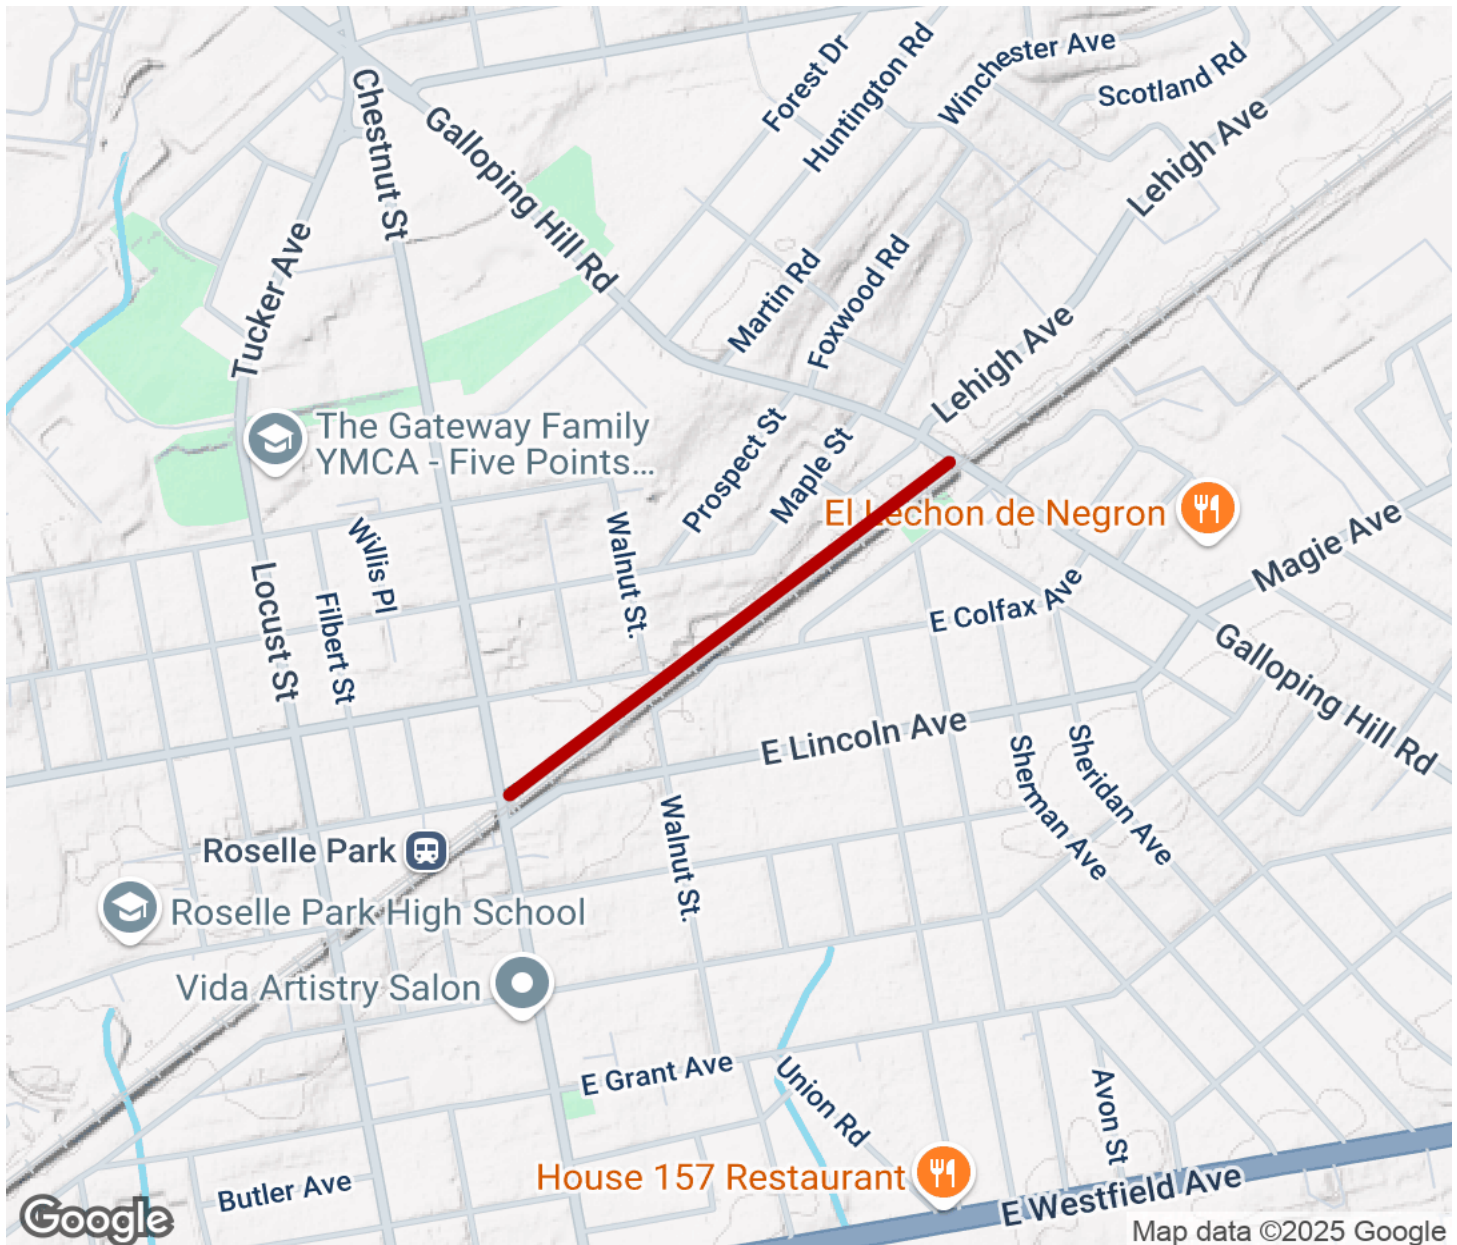 Forest Dr
Huntington Rd
Winchester Ave
Scotland Rd
Chestnut St
Galloping Hill Rd
Lehigh Ave
Tucker Ave
Martin Rd
Foxwood Rd
Lehigh Ave
The Gateway Family
YMCA - Five Points...
Prospect St
Maple St
El Lechon de Negron
Magie Ave
Willis Pl
Walnut St.
Locust St
Filbert St
E Colfax Ave
Galloping Hill Rd
E Lincoln Ave
Sherman Ave
Sheridan Ave
Walnut St.
Roselle Park
Roselle Park High School
Vida Artistry Salon
E Grant Ave
Union Rd
Avon St
House 157 Restaurant
Butler Ave
E Westfield Ave
Google
Map data ©2025 Google